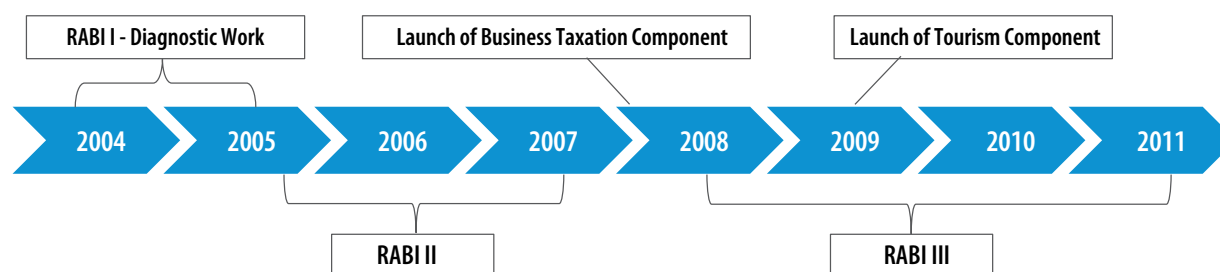 RABI I - Diagnostic Work
Launch of Business Taxation Component
Launch of Tourism Component
2004
2005
2006
2007
2008
2009
2010
2011
RABI II
RABI III